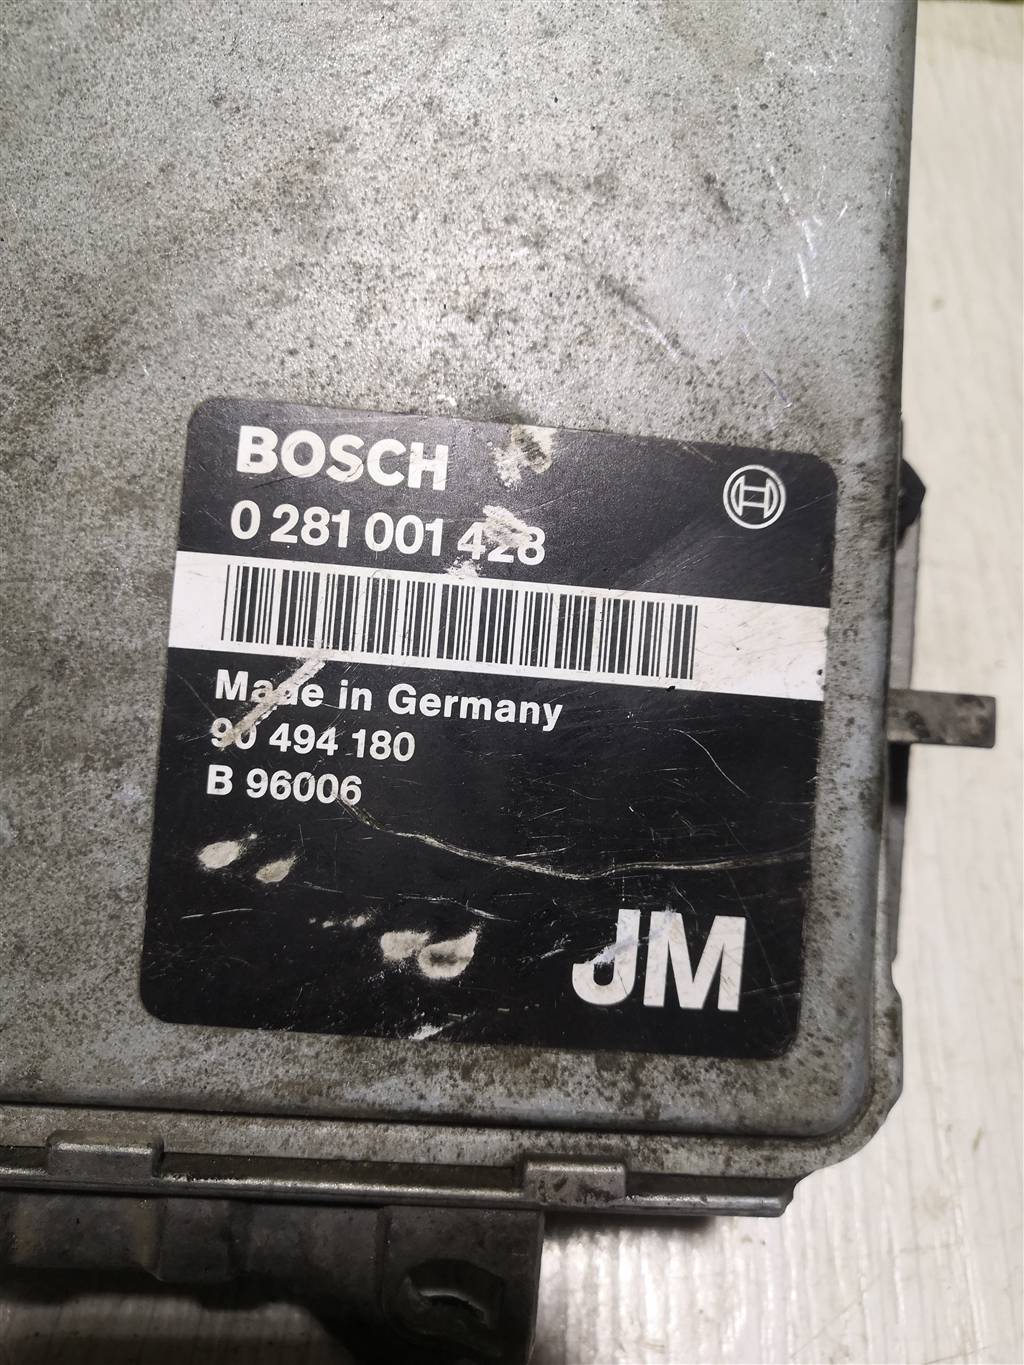 BOSCH
0 281 001 428
Made in Germany
90 494 180
B 96006
JM